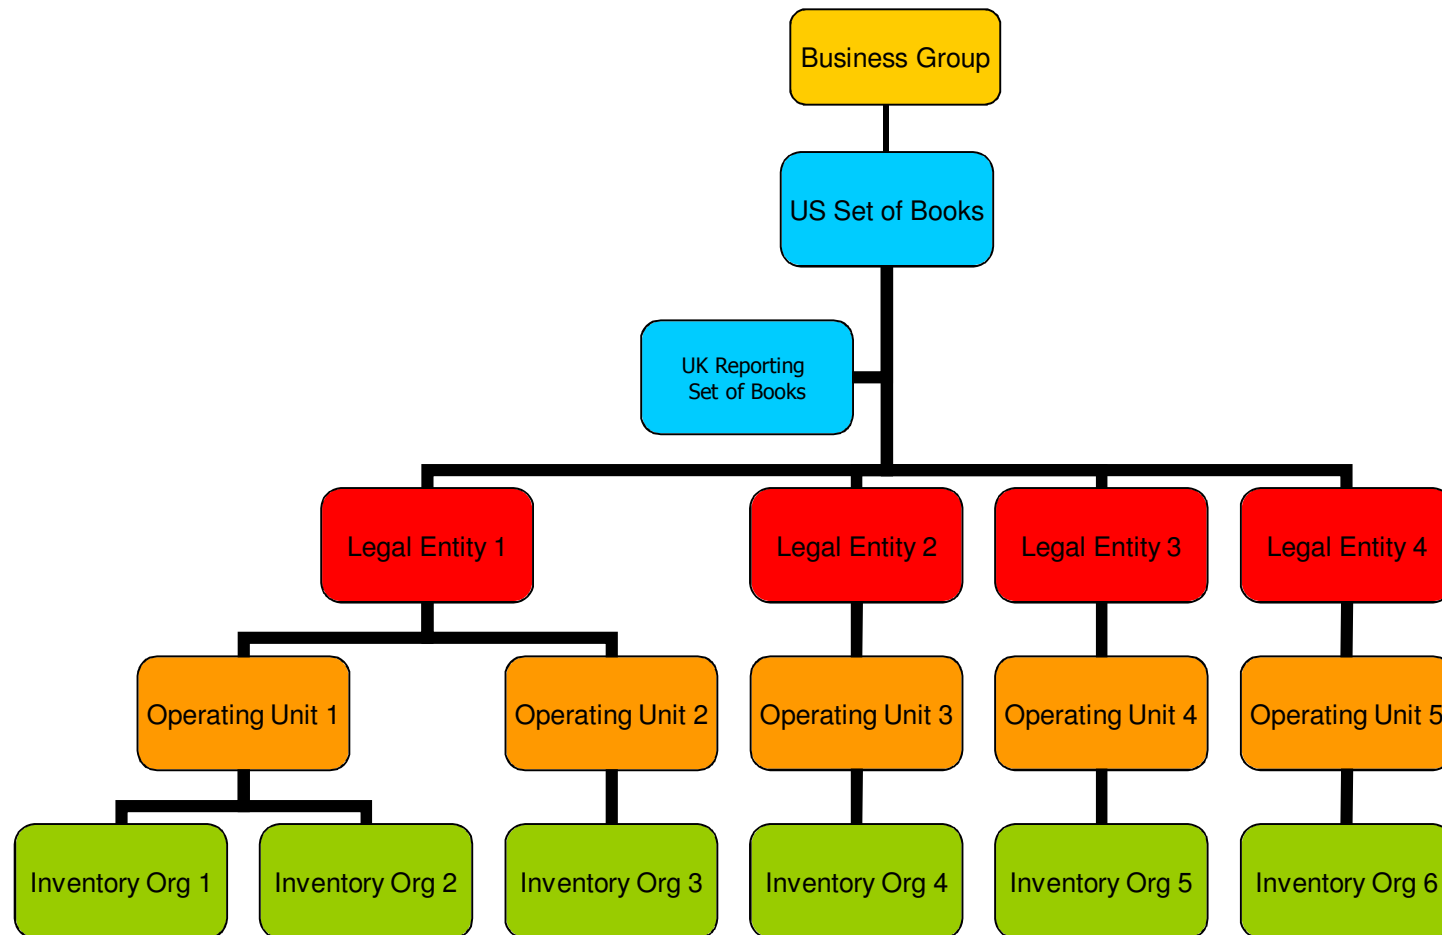 Business Group
US Set of Books
UK Reporting
Set of Books
Legal Entity 1
Legal Entity 2
Legal Entity 3
Legal Entity 4
Operating Unit 1
Operating Unit 2
Operating Unit 3
Operating Unit 4
Operating Unit 5
Inventory Org 1
Inventory Org 2
Inventory Org 3
Inventory Org 4
Inventory Org 5
Inventory Org 6